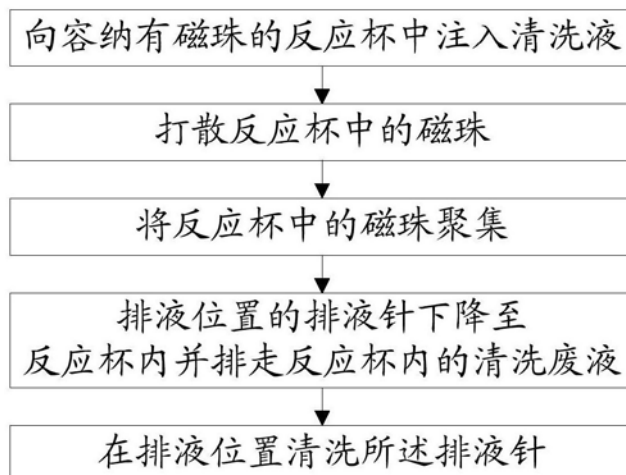 向容纳有磁珠的反应杯中注入清洗液
打散反应杯中的磁珠
将反应杯中的磁珠聚集
排液位置的排液针下降至
反应杯内并排走反应杯内的清洗废液
在排液位置清洗所述排液针